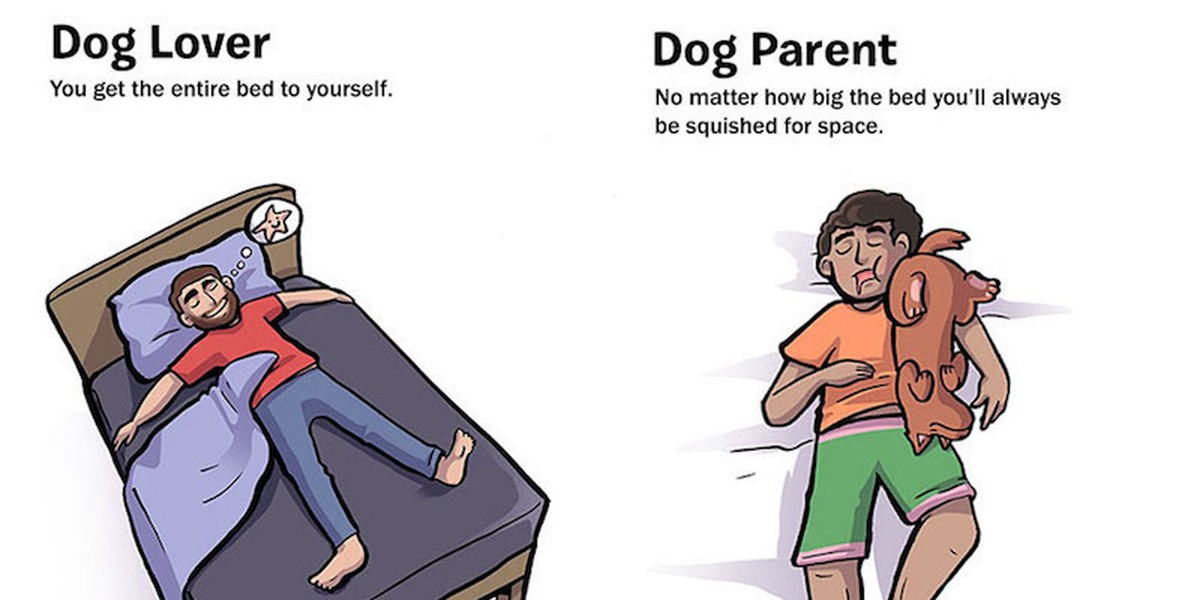 Dog Lover
You get the entire bed to yourself.
Dog Parent
No matter how big the bed you’ll always
be squished for space.